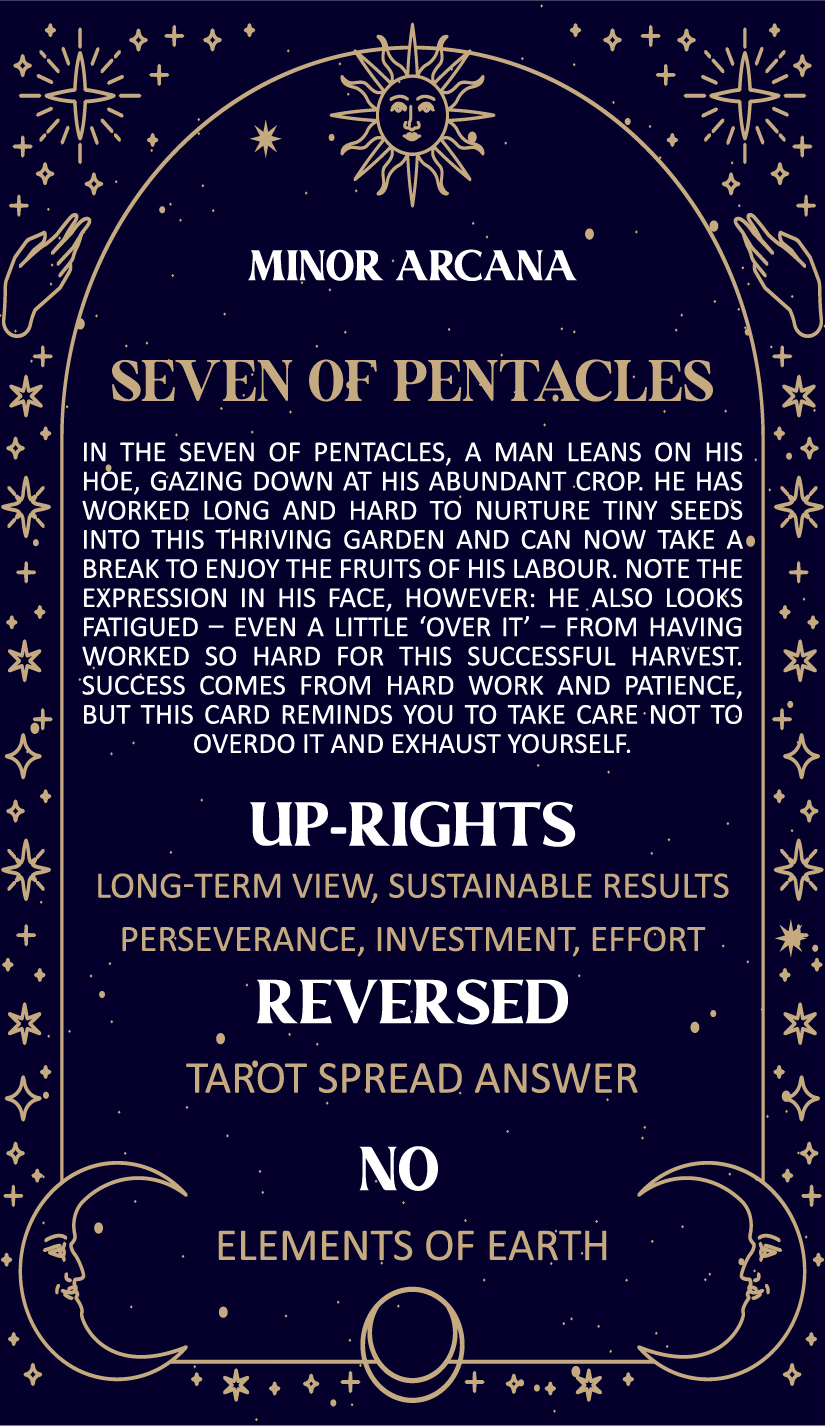 MINOR ARCANA
SEVEN OF PENTACLES
IN THE SEVEN OF PENTACLES, A MAN LEANS ON HIS
HOE, GAZING DOWN AT HIS ABUNDANT CROP. HE HAS
WORKED LONG AND HARD TO NURTURE TINY SEEDS
INTO THIS THRIVING GARDEN AND CAN NOW TAKE A
BREAK TO ENJOY THE FRUITS OF HIS LABOUR. NOTE THE
EXPRESSION IN HIS FACE, HOWEVER: HE ALSO LOOKS
FATIGUED – EVEN A LITTLE ‘OVER IT’ – FROM HAVING
WORKED SO HARD FOR THIS SUCCESSFUL HARVEST.
SUCCESS COMES FROM HARD WORK AND PATIENCE,
BUT THIS CARD REMINDS YOU TO TAKE CARE NOT TO
OVERDO IT AND EXHAUST YOURSELF.
UP-RIGHTS
LONG-TERM VIEW, SUSTAINABLE RESULTS
PERSEVERANCE, INVESTMENT, EFFORT
REVERSED
TAROT SPREAD ANSWER
NO
ELEMENTS OF EARTH